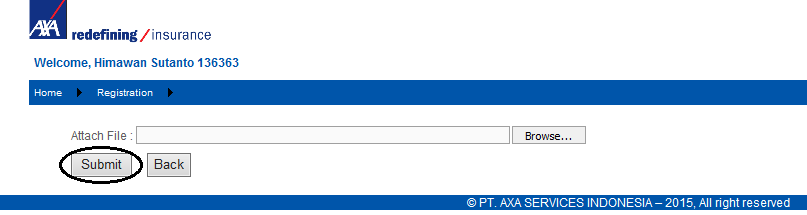 AXA
redefining / insurance
Welcome, Himawan Sutanto 136363
Home Registration
Attach File : Browse...
Submit Back
© PT. AXA SERVICES INDONESIA – 2015, All right reserved